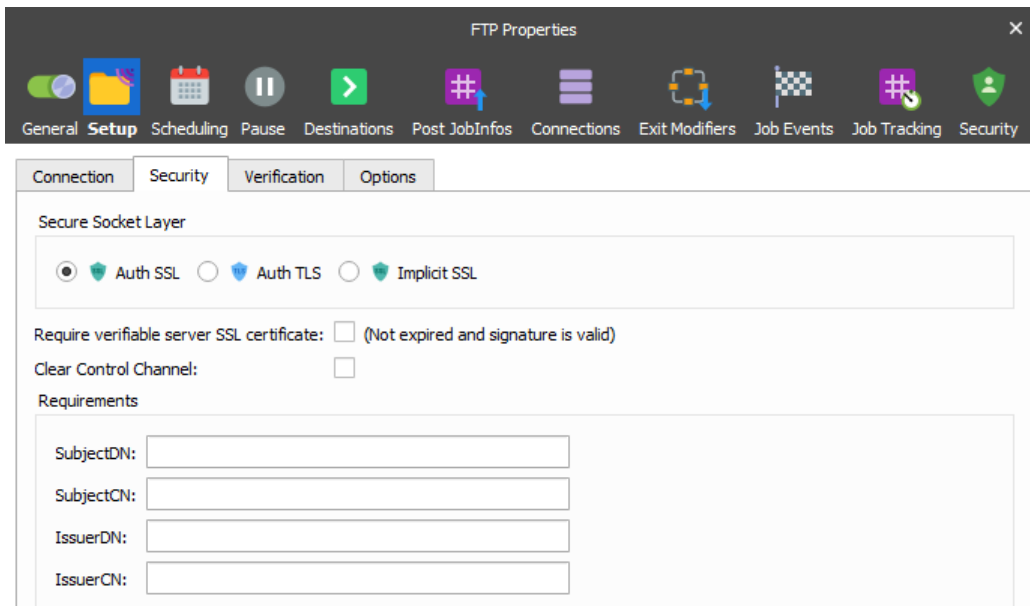 FTP Properties
General Setup Scheduling Pause Destinations Post JobInfos Connections Exit Modifiers Job Events Job Tracking Security
Connection Security Verification Options
Secure Socket Layer
Auth SSL Auth TLS Implicit SSL
Require verifiable server SSL certificate: (Not expired and signature is valid)
Clear Control Channel:
Requirements
SubjectDN:
SubjectCN:
IssuerDN:
IssuerCN: